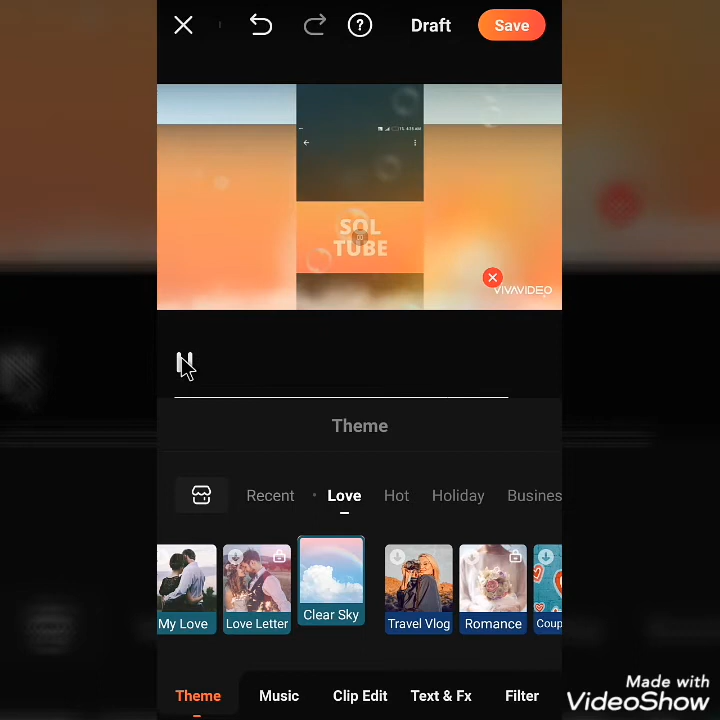 Draft
Save
SOL
TUBE
VIVAVIDEO
Theme
Recent
Love
Hot
Holiday
Busines
My Love
Love Letter
Clear Sky
Travel Vlog
Romance
Coup
Theme
Music
Clip Edit
Text & Fx
Filter
Made with
VideoShow